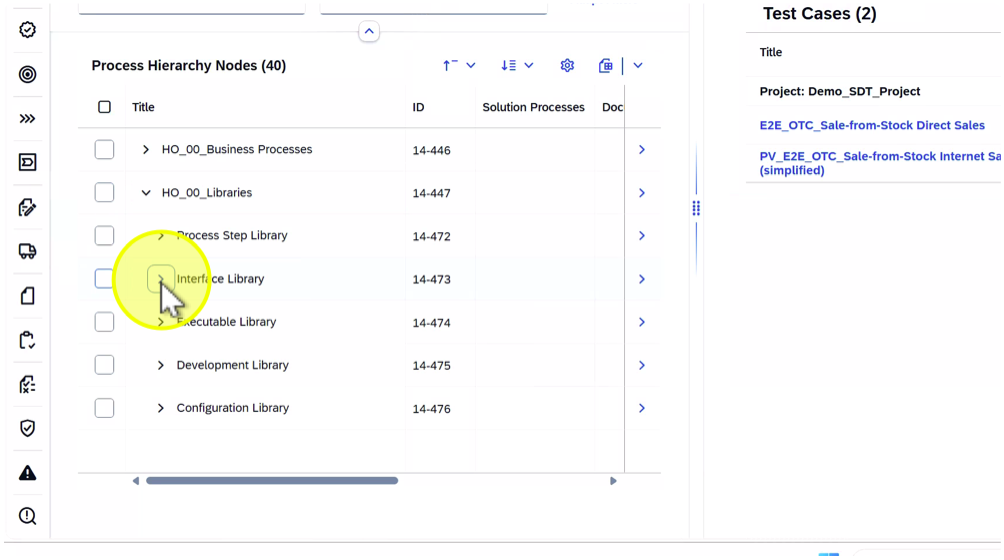 Process Hierarchy Nodes (40)
Title ID Solution Processes
HO_00_Business Processes 14-446
HO_00_Libraries 14-447
Process Step Library 14-472
Interface Library 14-473
Executable Library 14-474
Development Library 14-475
Configuration Library 14-476
Test Cases (2)
Title
Project: Demo_SDT_Project
E2E_OTC_Sale-from-Stock Direct Sales
PV_E2E_OTC_Sale-from-Stock Internet Sa
(simplified)